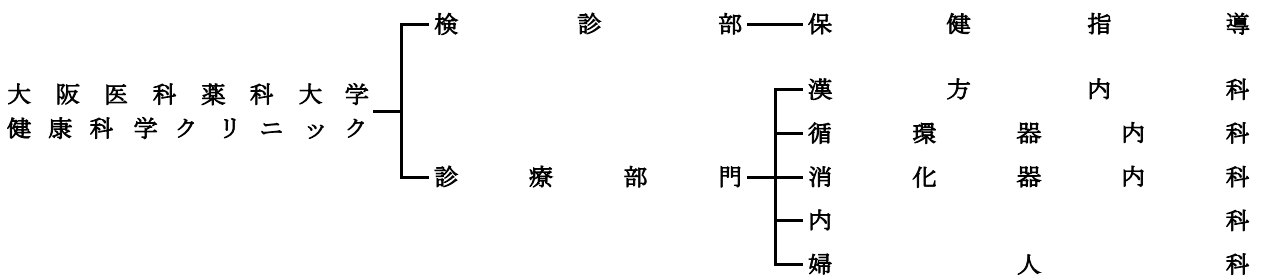 検診部
保健指導
大阪医科薬科大学
健康科学クリニック
漢方内科
循環器内科
診療部門
消化器内科
内科
婦人科